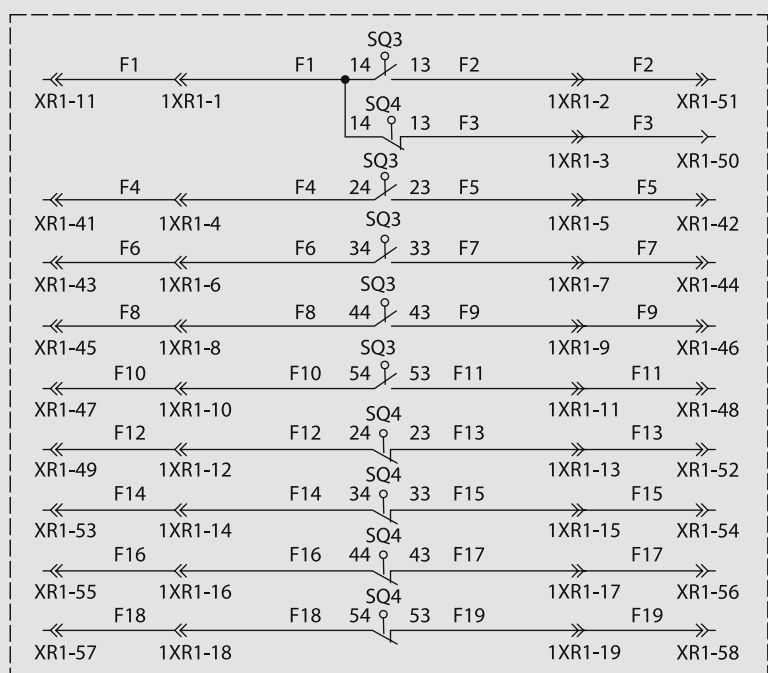 SQ3
F1 F1 14 13 F2 F2
XR1-11 1XR1-1 SQ4 1XR1-2 XR1-51
14 13 F3 F3
SQ3 1XR1-3 XR1-50
F4 F4 24 23 F5 F5
XR1-41 1XR1-4 SQ3 1XR1-5 XR1-42
F6 F6 34 33 F7 F7
XR1-43 1XR1-6 SQ3 1XR1-7 XR1-44
F8 F8 44 43 F9 F9
XR1-45 1XR1-8 SQ3 1XR1-9 XR1-46
F10 F10 54 53 F11 F11
XR1-47 1XR1-10 SQ4 1XR1-11 XR1-48
F12 F12 24 23 F13 F13
XR1-49 1XR1-12 SQ4 1XR1-13 XR1-52
F14 F14 34 33 F15 F15
XR1-53 1XR1-14 SQ4 1XR1-15 XR1-54
F16 F16 44 43 F17 F17
XR1-55 1XR1-16 SQ4 1XR1-17 XR1-56
F18 F18 54 53 F19 F19
XR1-57 1XR1-18 1XR1-19 XR1-58